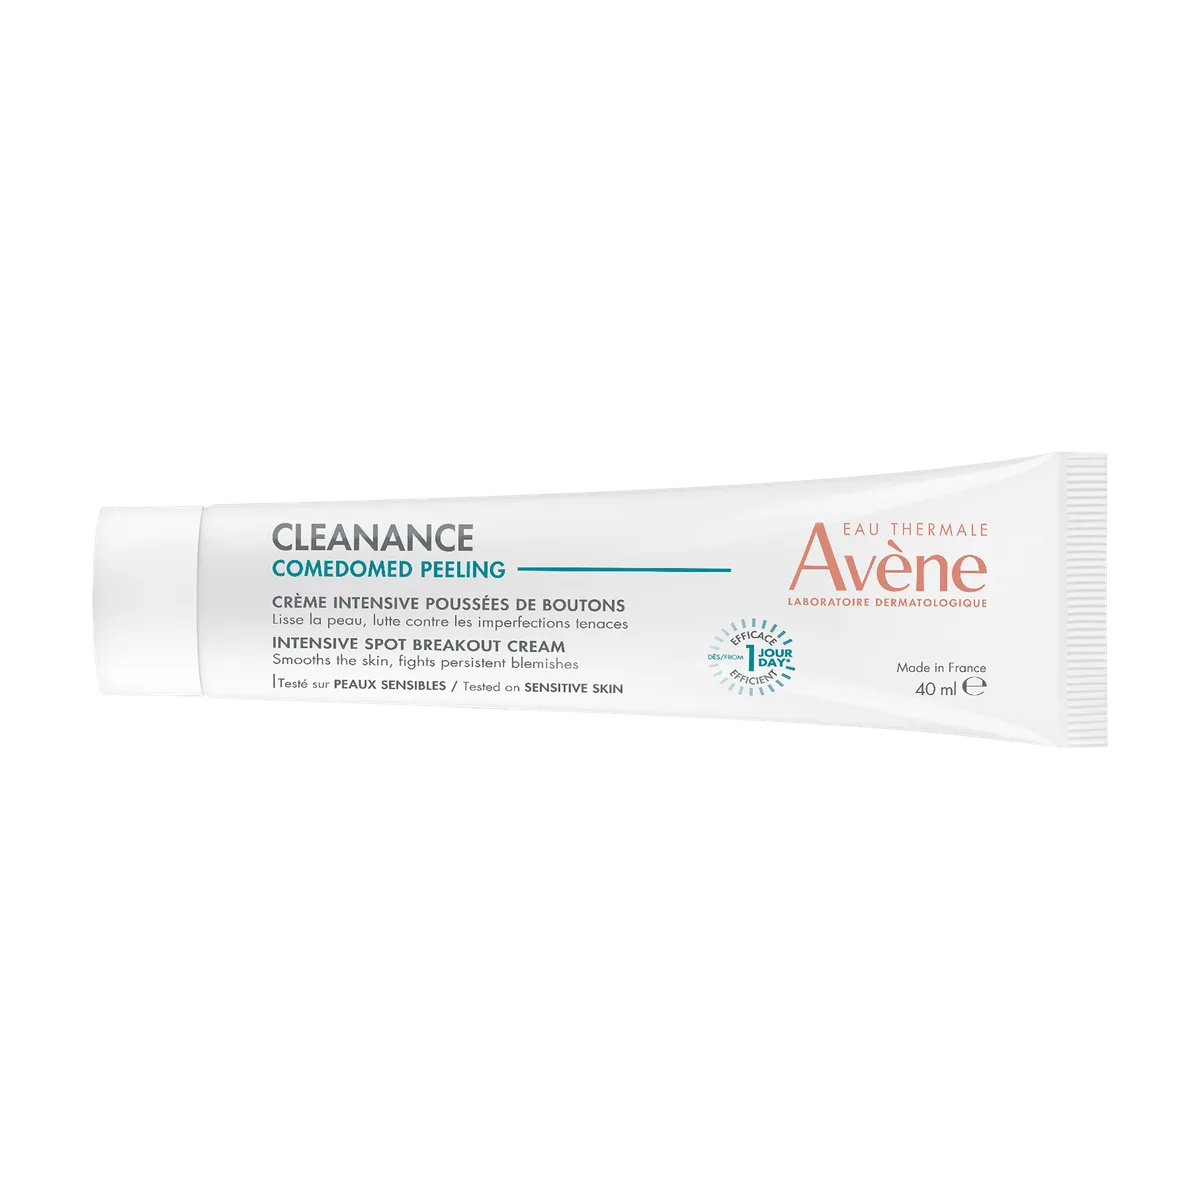 CLEANANCE
COMEDOMED PEELING
CRÈME INTENSIVE POUSSÉES DE BOUTONS
Lisse la peau, lutte contre les imperfections tenaces
INTENSIVE SPOT BREAKOUT CREAM
Smooths the skin, fights persistent blemishes
Testé sur PEAUX SENSIBLES / Tested on SENSITIVE SKIN
EFFICACE
DÈS/FROM 1 JOUR
DAY*
EFFICIENT
EAU THERMALE
Avène
LABORATOIRE DERMATOLOGIQUE
Made in France
40 ml ℮